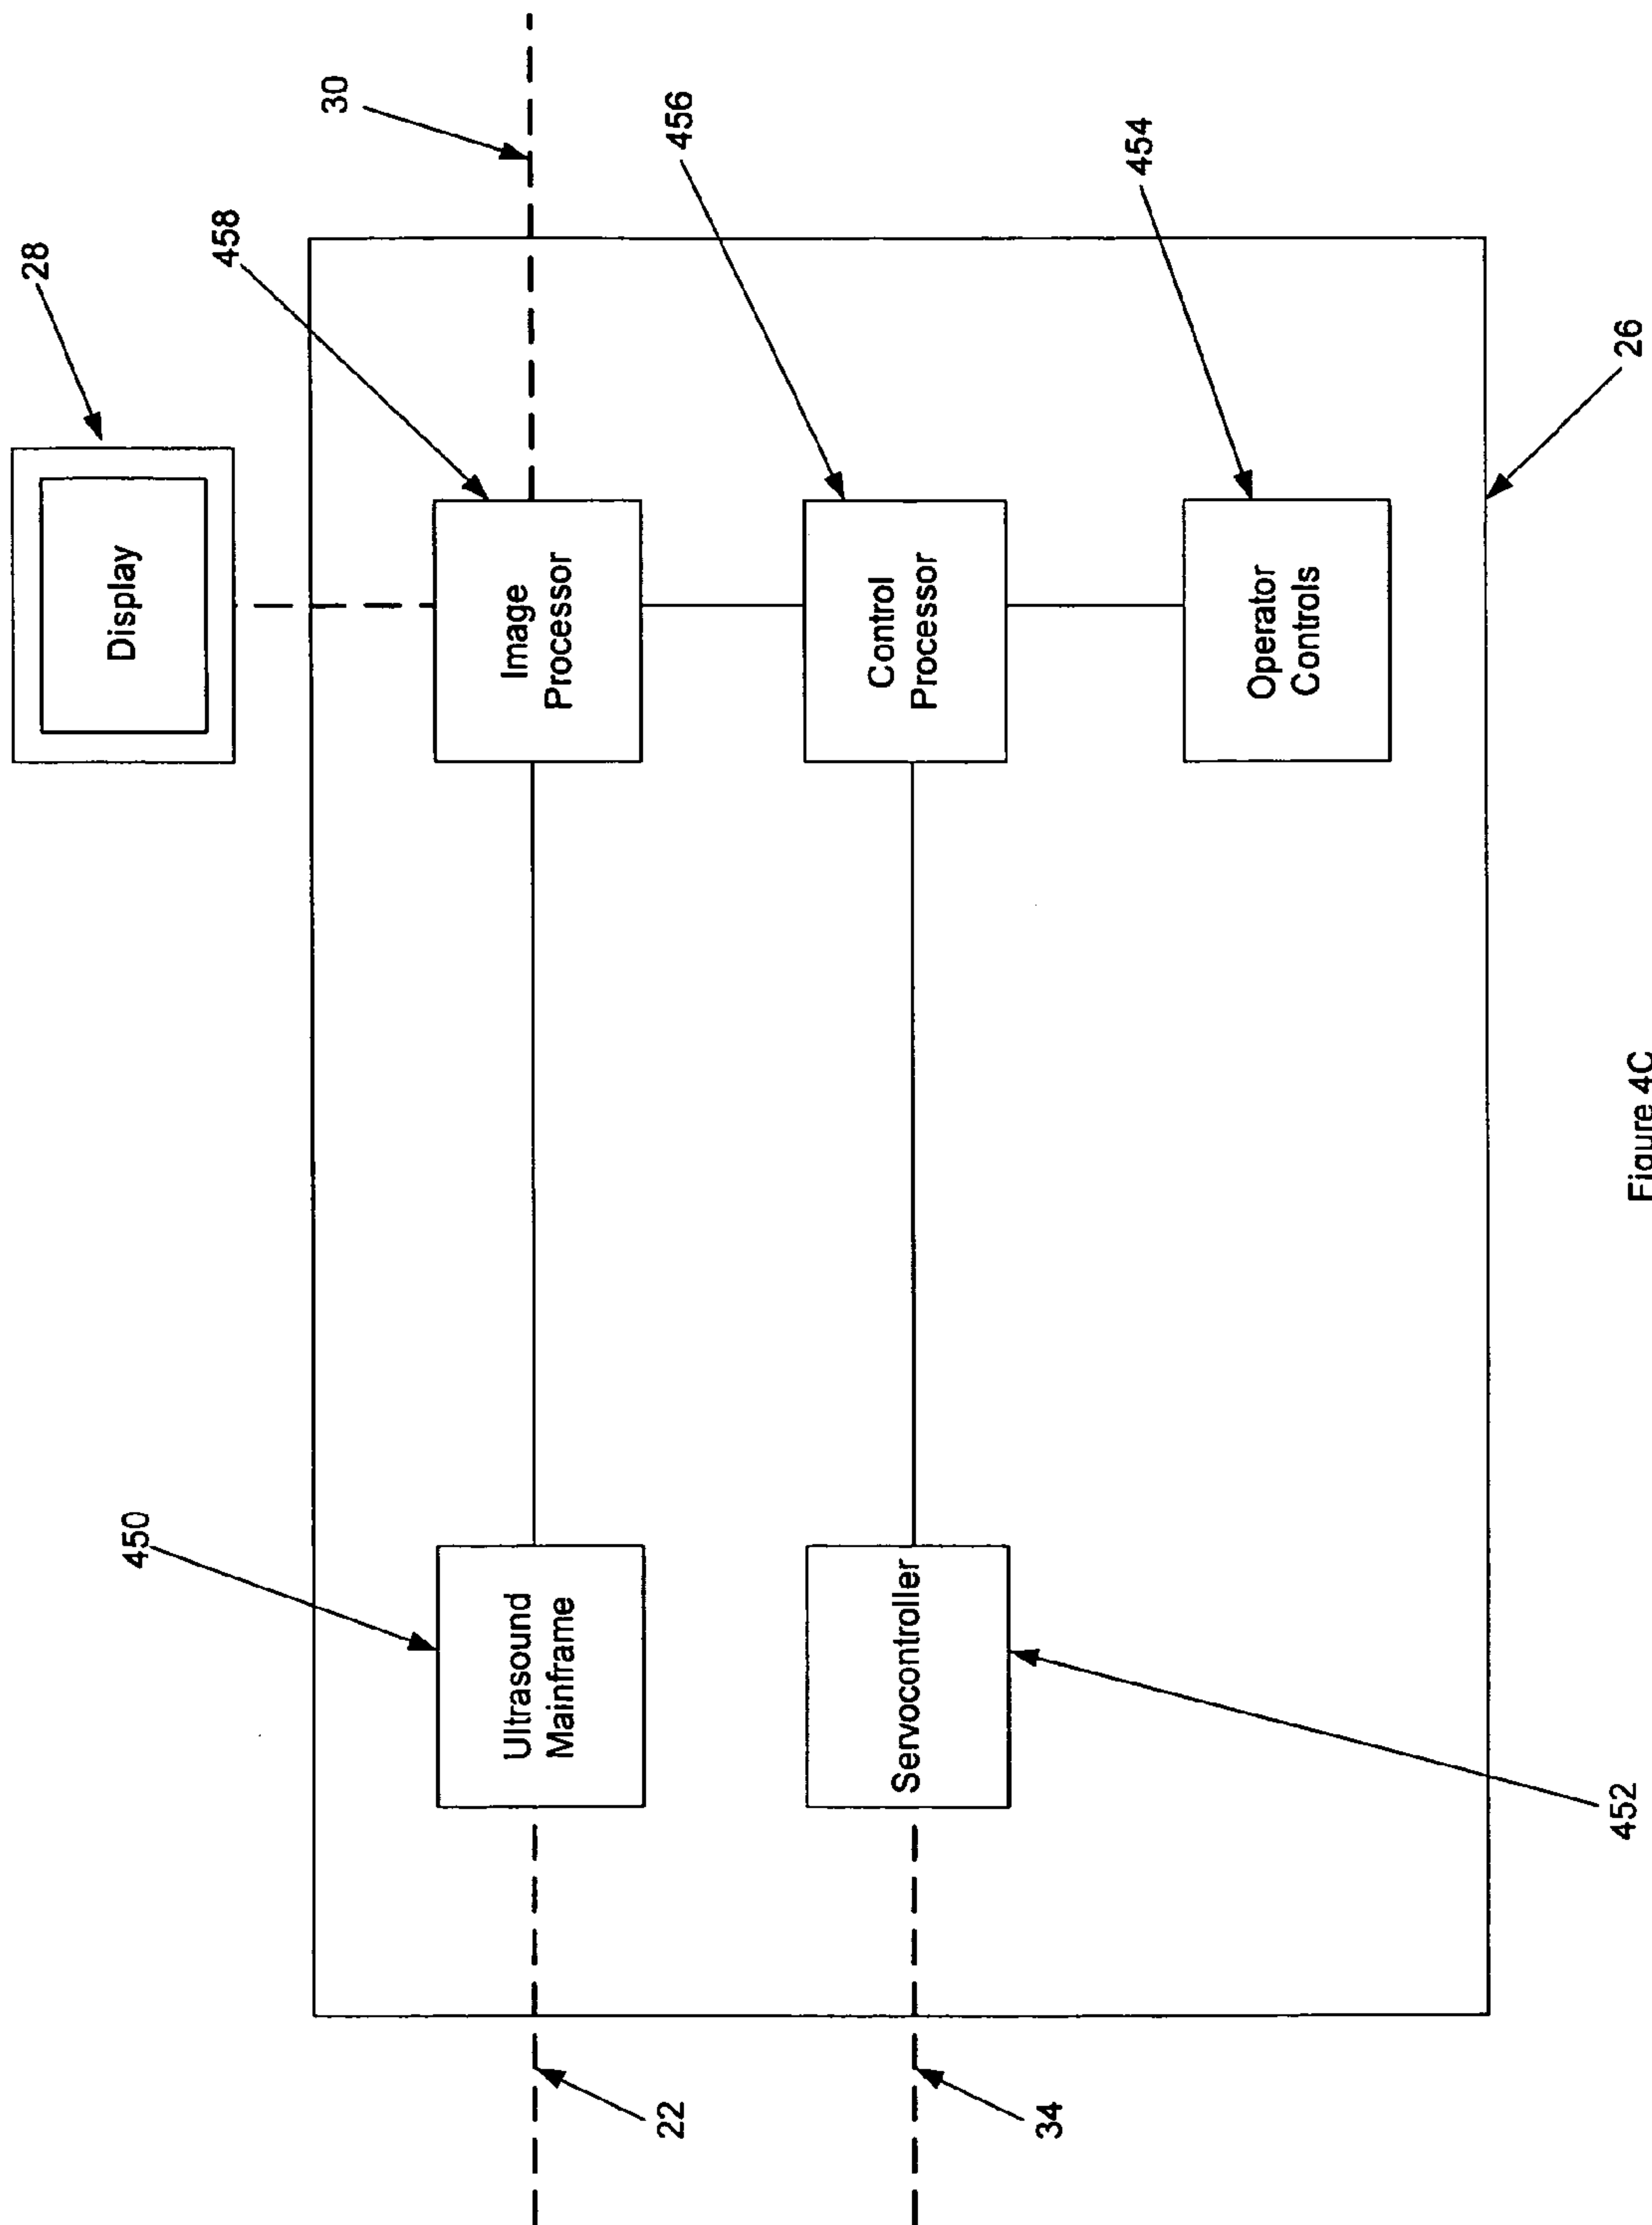 28
Display
450
458
30
Ultrasound
Mainframe
Image
Processor
22
456
Servocontroller
Control
Processor
34
454
Operator
Controls
452
26
Figure 4C